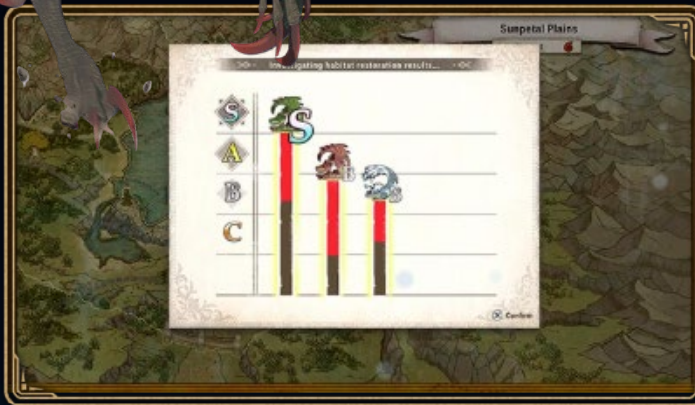 Sunpetal Plains
Investigating habitat restoration results...
S
S
A
B
B
B
C
Confirm